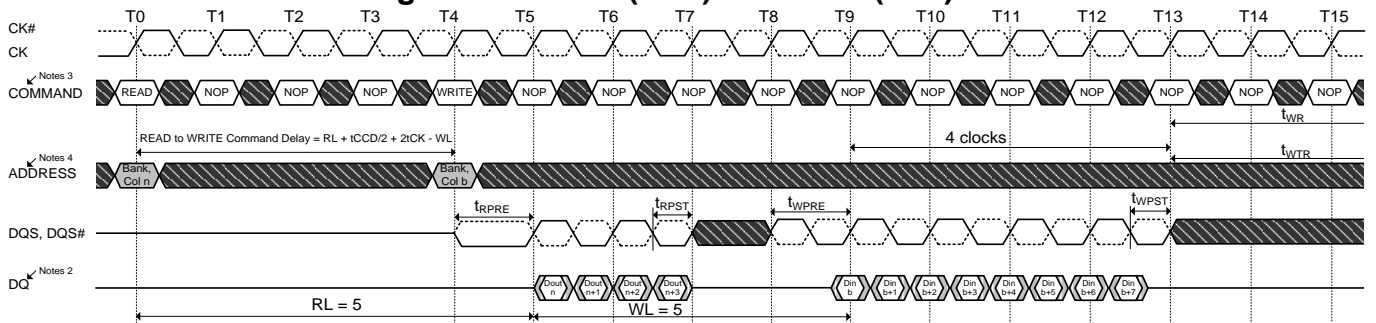 T0 T1 T2 T3 T4 T5 T6 T7 T8 T9 T10 T11 T12 T13 T14 T15
CK#
CK
Notes 3
COMMAND READ NOP NOP NOP WRITE NOP NOP NOP NOP NOP NOP NOP NOP NOP NOP NOP
tWR
READ to WRITE Command Delay = RL + tCCD/2 + 2tCK - WL
4 clocks
Notes 4
tWTR
ADDRESS Bank, Col n Bank, Col b
tRPRE tRPST tWPRE tWPST
DQS, DQS#
Notes 2
DQ Dout n Dout n+1 Dout n+2 Dout n+3 Din b Din b+1 Din b+2 Din b+3 Din b+4 Din b+5 Din b+6 Din b+7
RL = 5 WL = 5